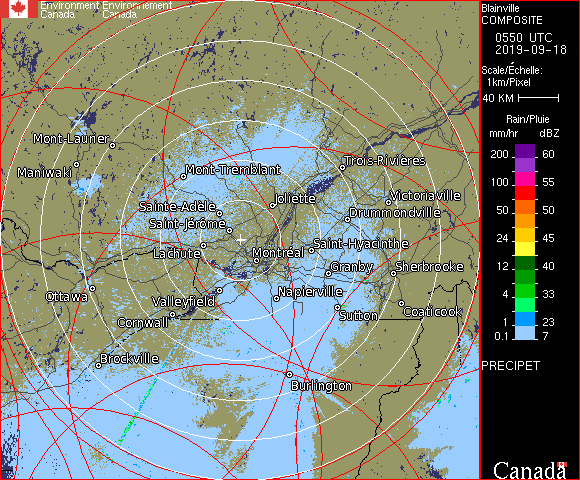 Environment Environnement
Canada Canada
Blainville
COMPOSITE
0550 UTC
2019-09-18
Scale/Échelle:
1km/Pixel
40 KM
Rain/Pluie
mm/hr dBZ
200 60
100 55
50 50
24 45
12 40
4 33
1 23
0.1 7
PRECIPET
Mont-Laurier
Maniwaki
Mont-Tremblant
Trois-Rivières
Joliette
Victoriaville
Sainte-Adèle
Drummondville
Saint-Jérôme
Saint-Hyacinthe
Lachute
Montréal
Granby
Sherbrooke
Ottawa
Valleyfield
Napierville
Cornwall
Sutton
Coaticook
Brockville
Burlington
Canada